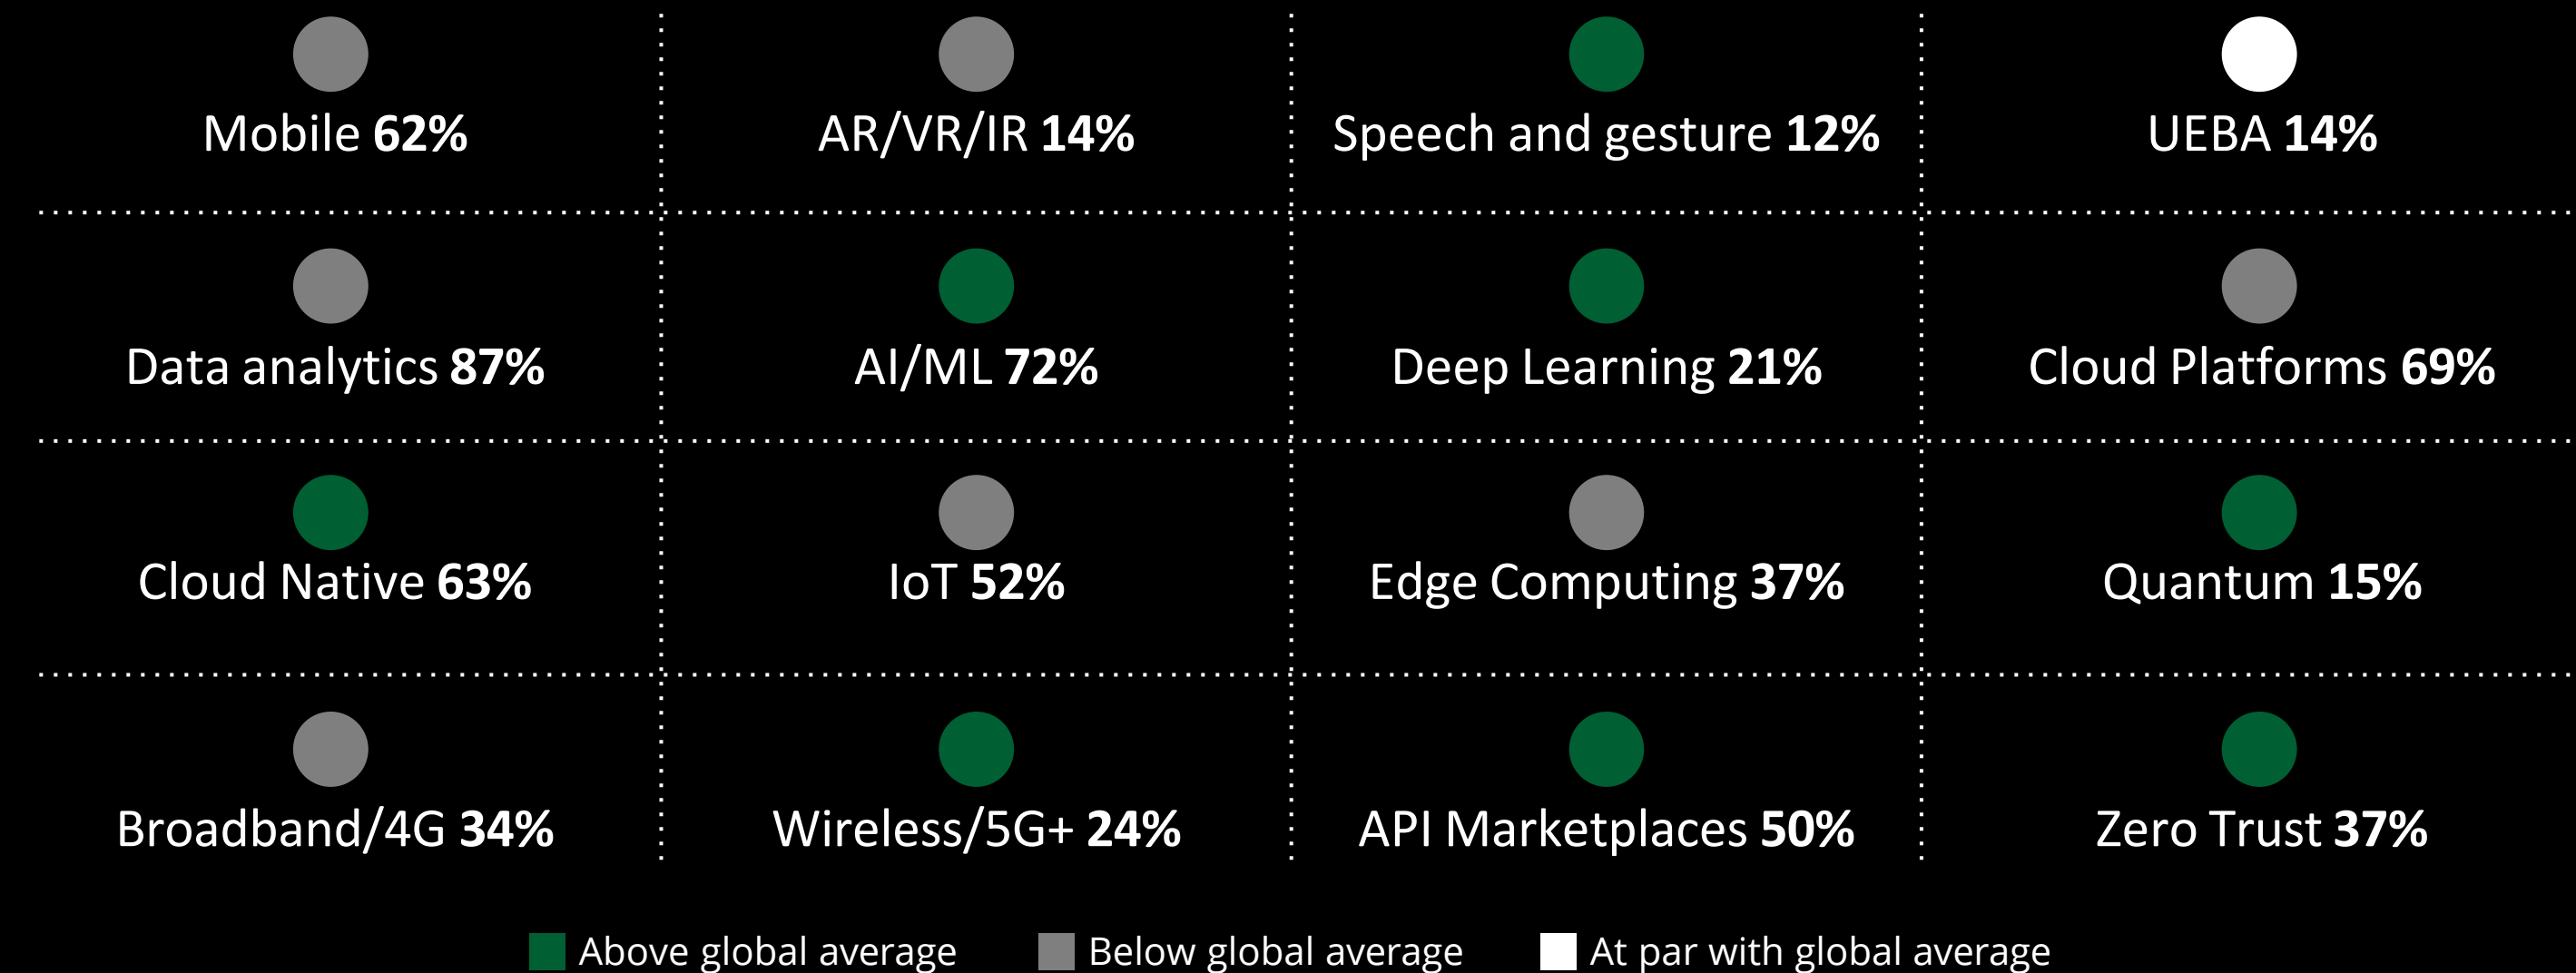 Mobile 62%
AR/VR/IR 14%
Speech and gesture 12%
UEBA 14%
Data analytics 87%
AI/ML 72%
Deep Learning 21%
Cloud Platforms 69%
Cloud Native 63%
IoT 52%
Edge Computing 37%
Quantum 15%
Broadband/4G 34%
Wireless/5G+ 24%
API Marketplaces 50%
Zero Trust 37%
Above global average
Below global average
At par with global average